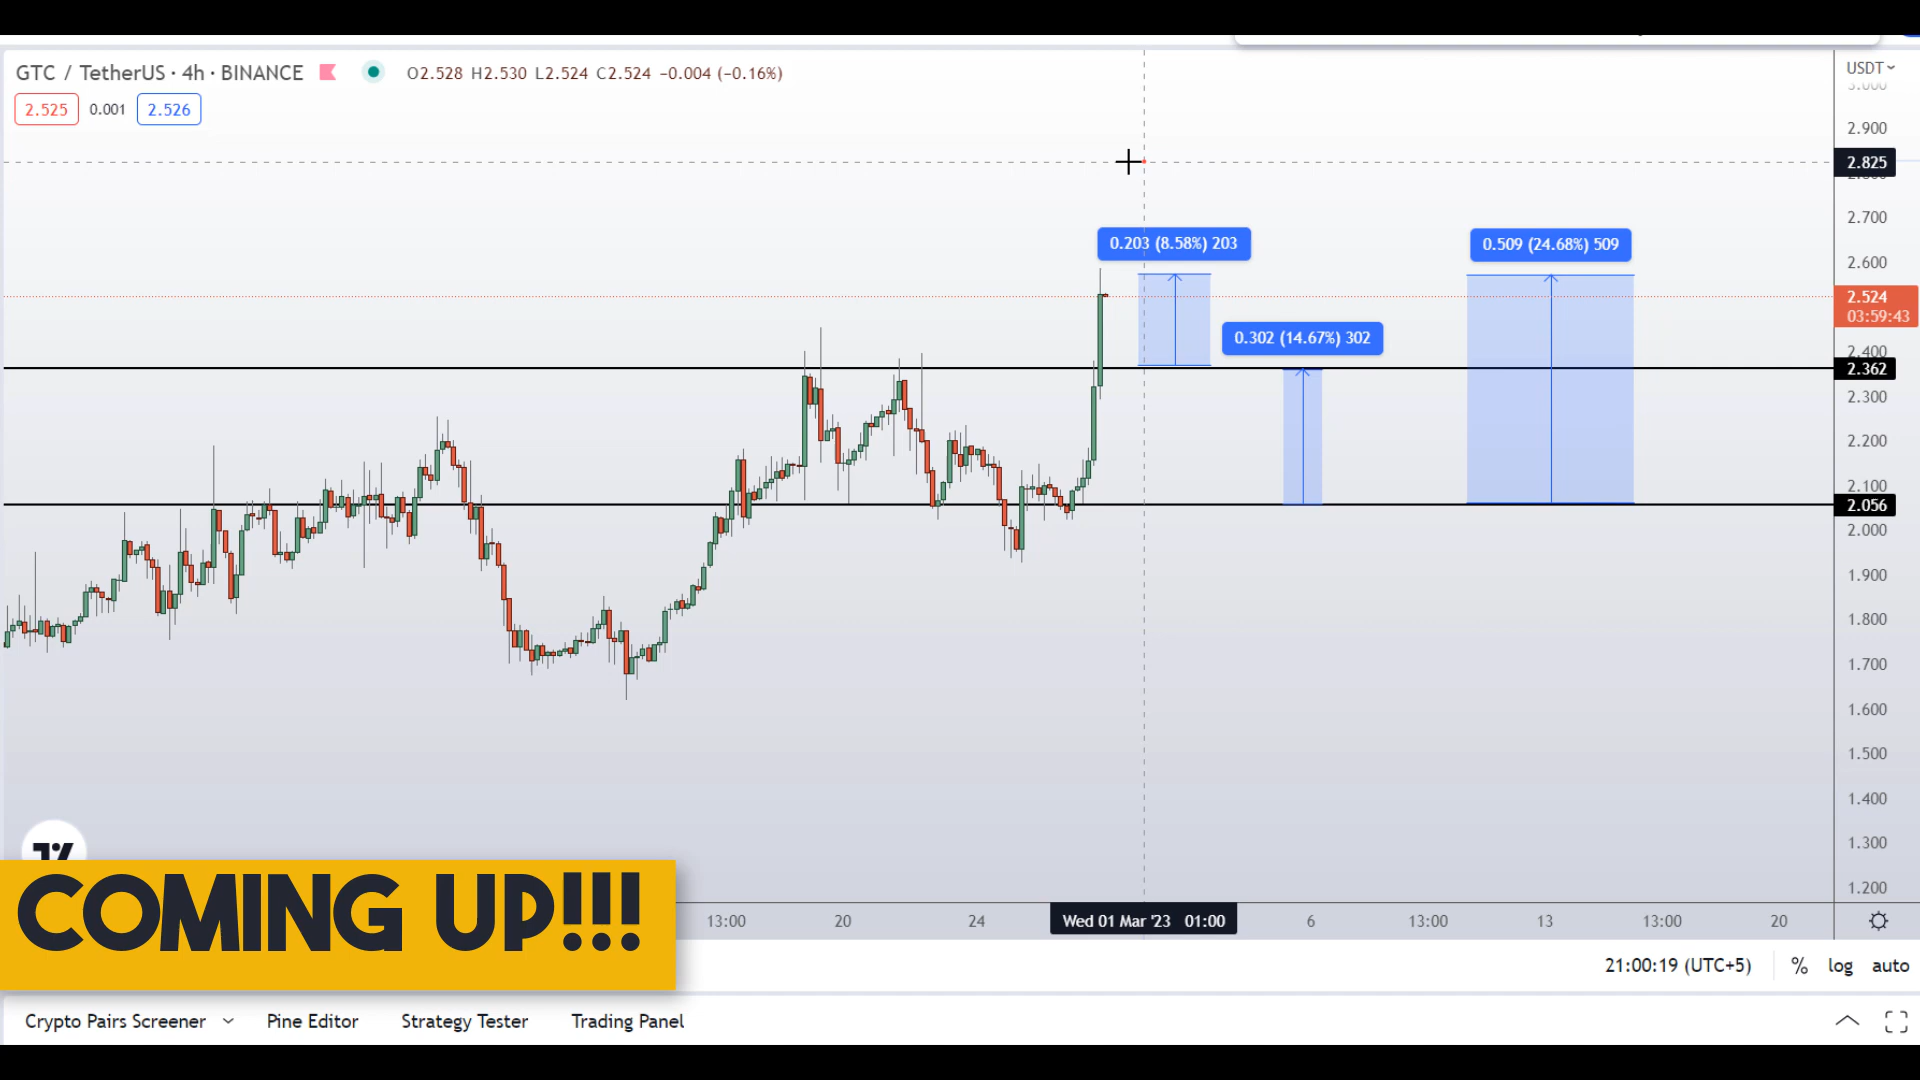 GTC / TetherUS · 4h · BINANCE O2.528 H2.530 L2.524 C2.524 −0.004 (−0.16%)
2.525 0.001 2.526
USDT
3.000
2.900
2.825
2.800
2.700
0.203 (8.58%) 203
0.509 (24.68%) 509
2.600
2.524
03:59:43
0.302 (14.67%) 302
2.400
2.362
2.300
2.200
2.100
2.056
2.000
1.900
1.800
1.700
1.600
1.500
1.400
1.300
1.200
COMING UP!!!
13:00 20 24 Wed 01 Mar '23 01:00 6 13:00 13 13:00 20
21:00:19 (UTC+5) % log auto
Crypto Pairs Screener Pine Editor Strategy Tester Trading Panel